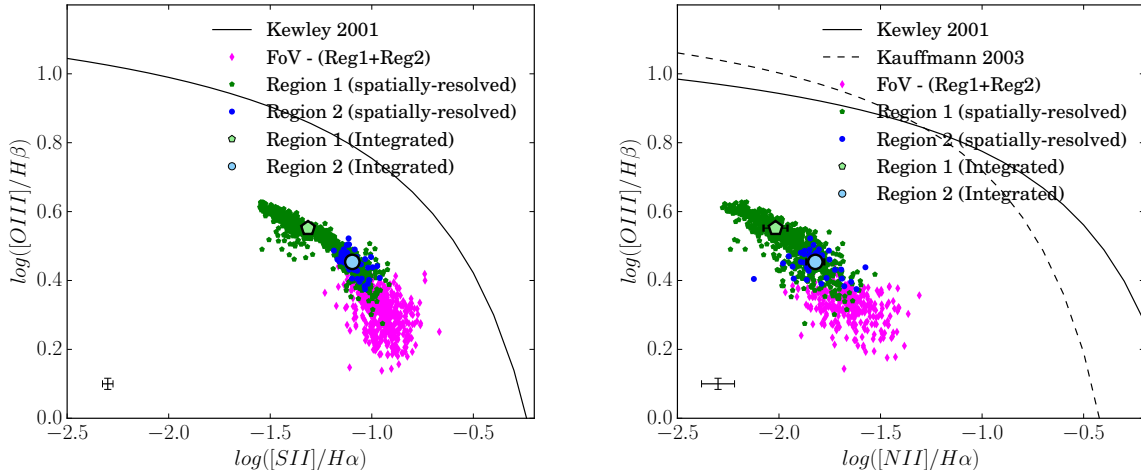 Kewley 2001
FoV - (Reg1+Reg2)
Region 1 (spatially-resolved)
Region 2 (spatially-resolved)
Region 1 (Integrated)
Region 2 (Integrated)
log([OIII]/Hβ)
1.0
0.8
0.6
0.4
0.2
0.0
−2.5 −2.0 −1.5 −1.0 −0.5
log([SII]/Hα)
Kewley 2001
Kauffmann 2003
FoV - (Reg1+Reg2)
Region 1 (spatially-resolved)
Region 2 (spatially-resolved)
Region 1 (Integrated)
Region 2 (Integrated)
log([OIII]/Hβ)
1.0
0.8
0.6
0.4
0.2
0.0
−2.5 −2.0 −1.5 −1.0 −0.5
log([NII]/Hα)